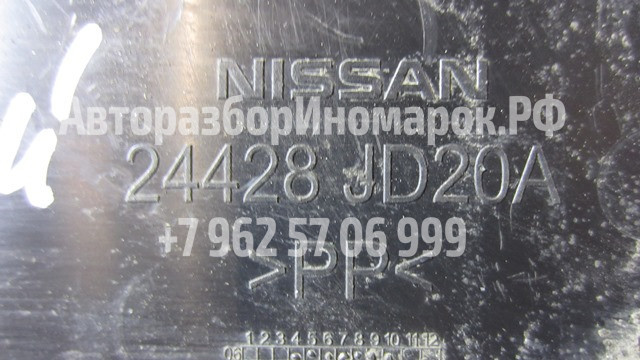 NISSAN
АвторазборИномарок.РФ
24428 JD20A
+7 962 57 06 999
>PP<
1 2 3 4 5 6 7 8 9 10 11 12
06